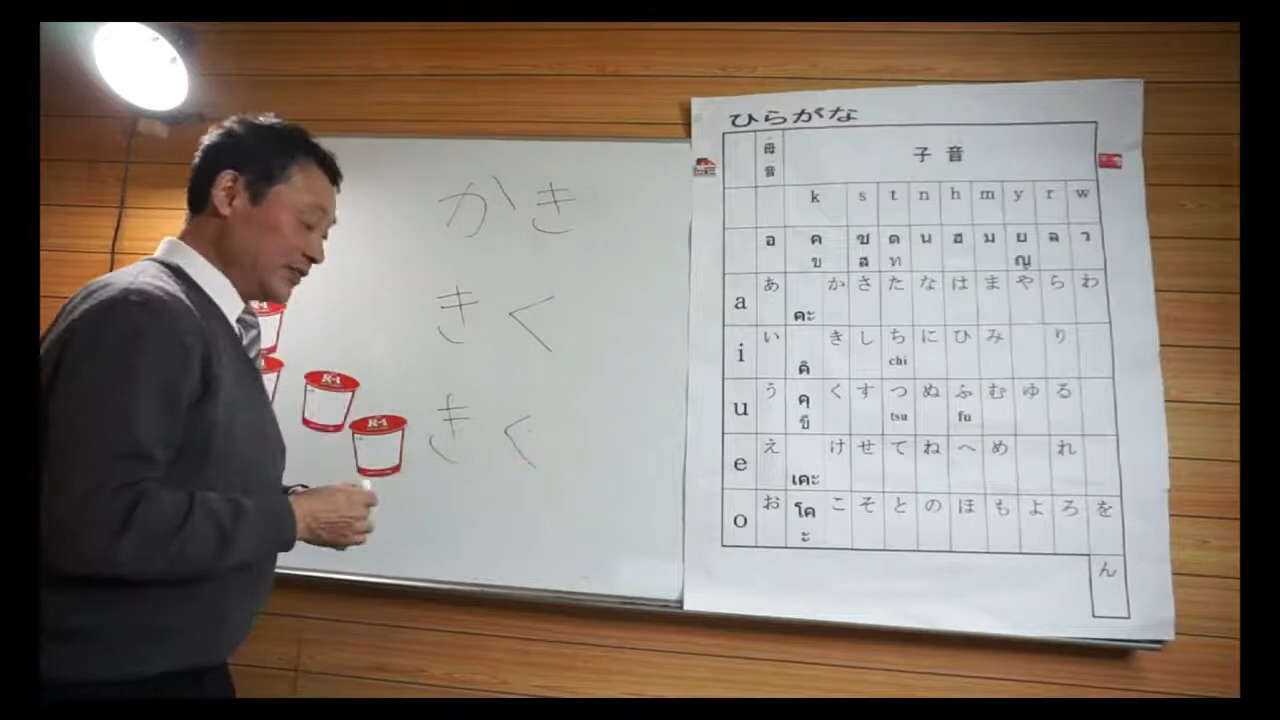 かき
きく
きく
R-1
R-1
ひらがな
母音 子音
k s t n h m y r w
อ ค ซ ด น ฮ ม ย ล ว
ข ส ท ญ
a あ か さ た な は ま や ら わ
คะ
i い き し ち に ひ み り
คิ chi
u う คุ く す つ ぬ ふ む ゆ る
ขึ tsu fu
e え け せ て ね へ め れ
เคะ
o お โค こ そ と の ほ も よ ろ を
ะ
ん